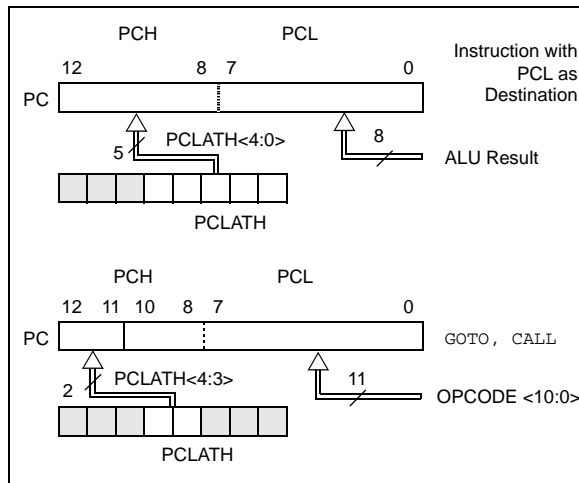 PCH PCL
12 8 7 0
Instruction with
PCL as
Destination
PC
5 PCLATH<4:0> 8
ALU Result
PCLATH
PCH PCL
12 11 10 8 7 0
PC GOTO, CALL
2 PCLATH<4:3> 11
OPCODE <10:0>
PCLATH